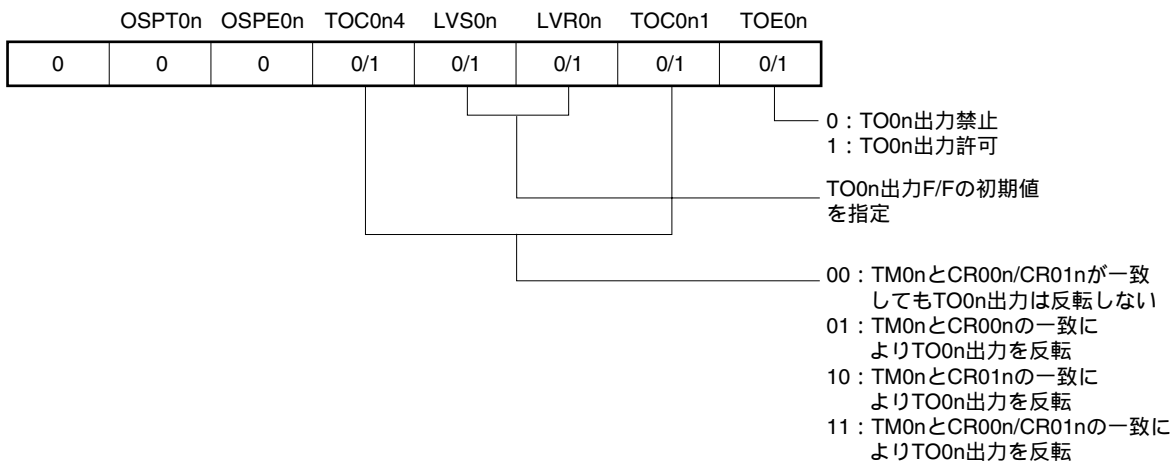 OSPT0n OSPE0n TOC0n4 LVS0n LVR0n TOC0n1 TOE0n
0 0 0 0/1 0/1 0/1 0/1 0/1
0：TO0n出力禁止
1：TO0n出力許可
TO0n出力F/Fの初期値
を指定
00：TM0nとCR00n/CR01nが一致
してもTO0n出力は反転しない
01：TM0nとCR00nの一致に
よりTO0n出力を反転
10：TM0nとCR01nの一致に
よりTO0n出力を反転
11：TM0nとCR00n/CR01nの一致に
よりTO0n出力を反転